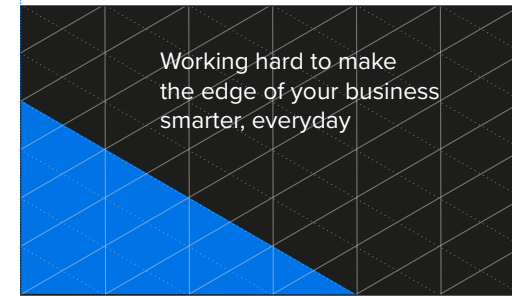 Working hard to make
the edge of your business
smarter, everyday